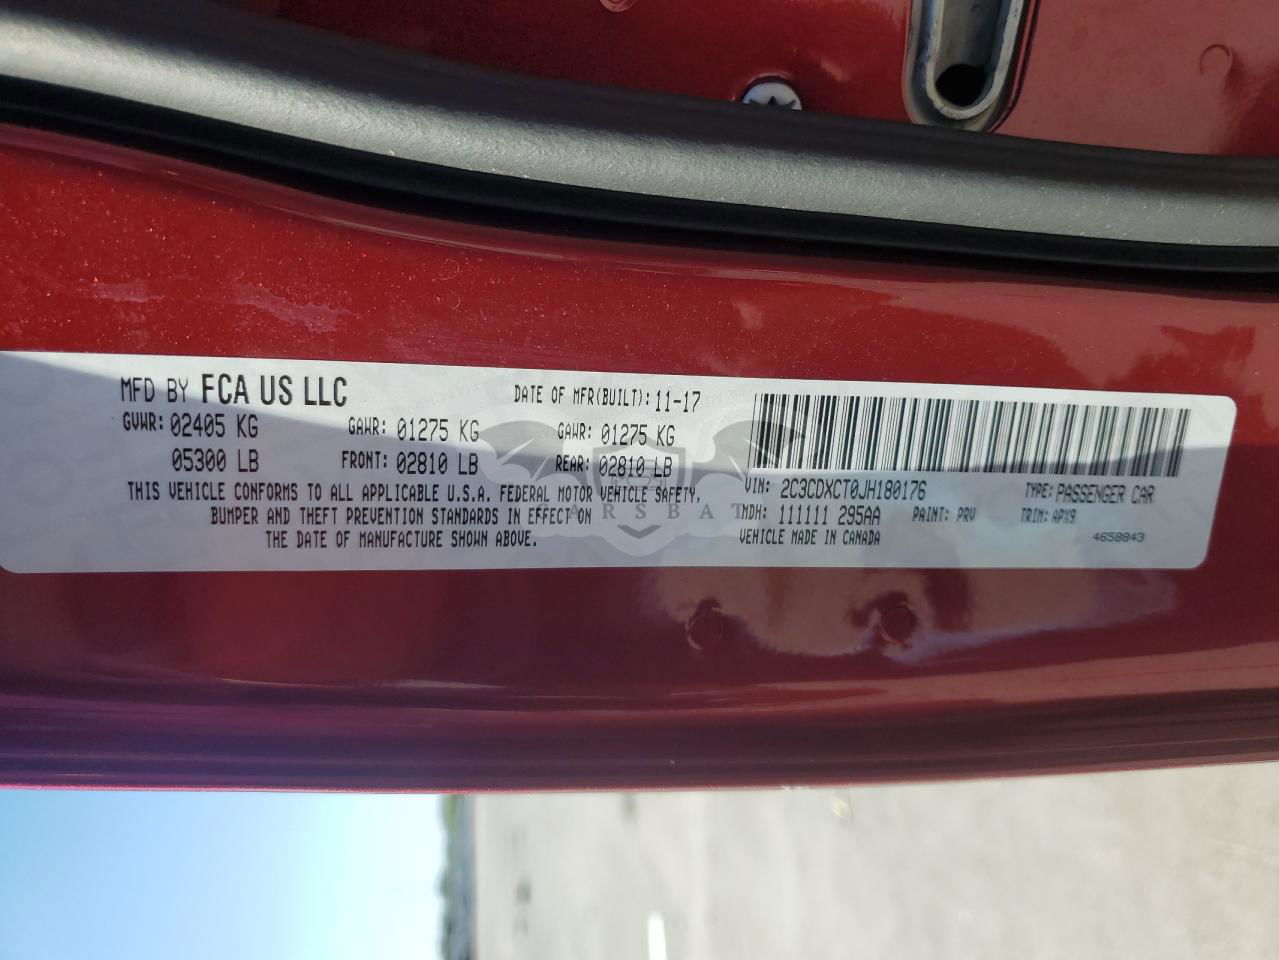 MFD BY FCA US LLC DATE OF MFR(BUILT): 11-17
GVWR: 02405 KG GAWR: 01275 KG GAWR: 01275 KG
05300 LB FRONT: 02810 LB REAR: 02810 LB
THIS VEHICLE CONFORMS TO ALL APPLICABLE U.S.A. FEDERAL MOTOR VEHICLE SAFETY,
BUMPER AND THEFT PREVENTION STANDARDS IN EFFECT ON
THE DATE OF MANUFACTURE SHOWN ABOVE.
VIN: 2C3CDXCT0JH180176 TYPE: PASSENGER CAR
MDH: 111111 295AA PAINT: PRV TRIM: APX9
VEHICLE MADE IN CANADA 4658843
CARSBAT